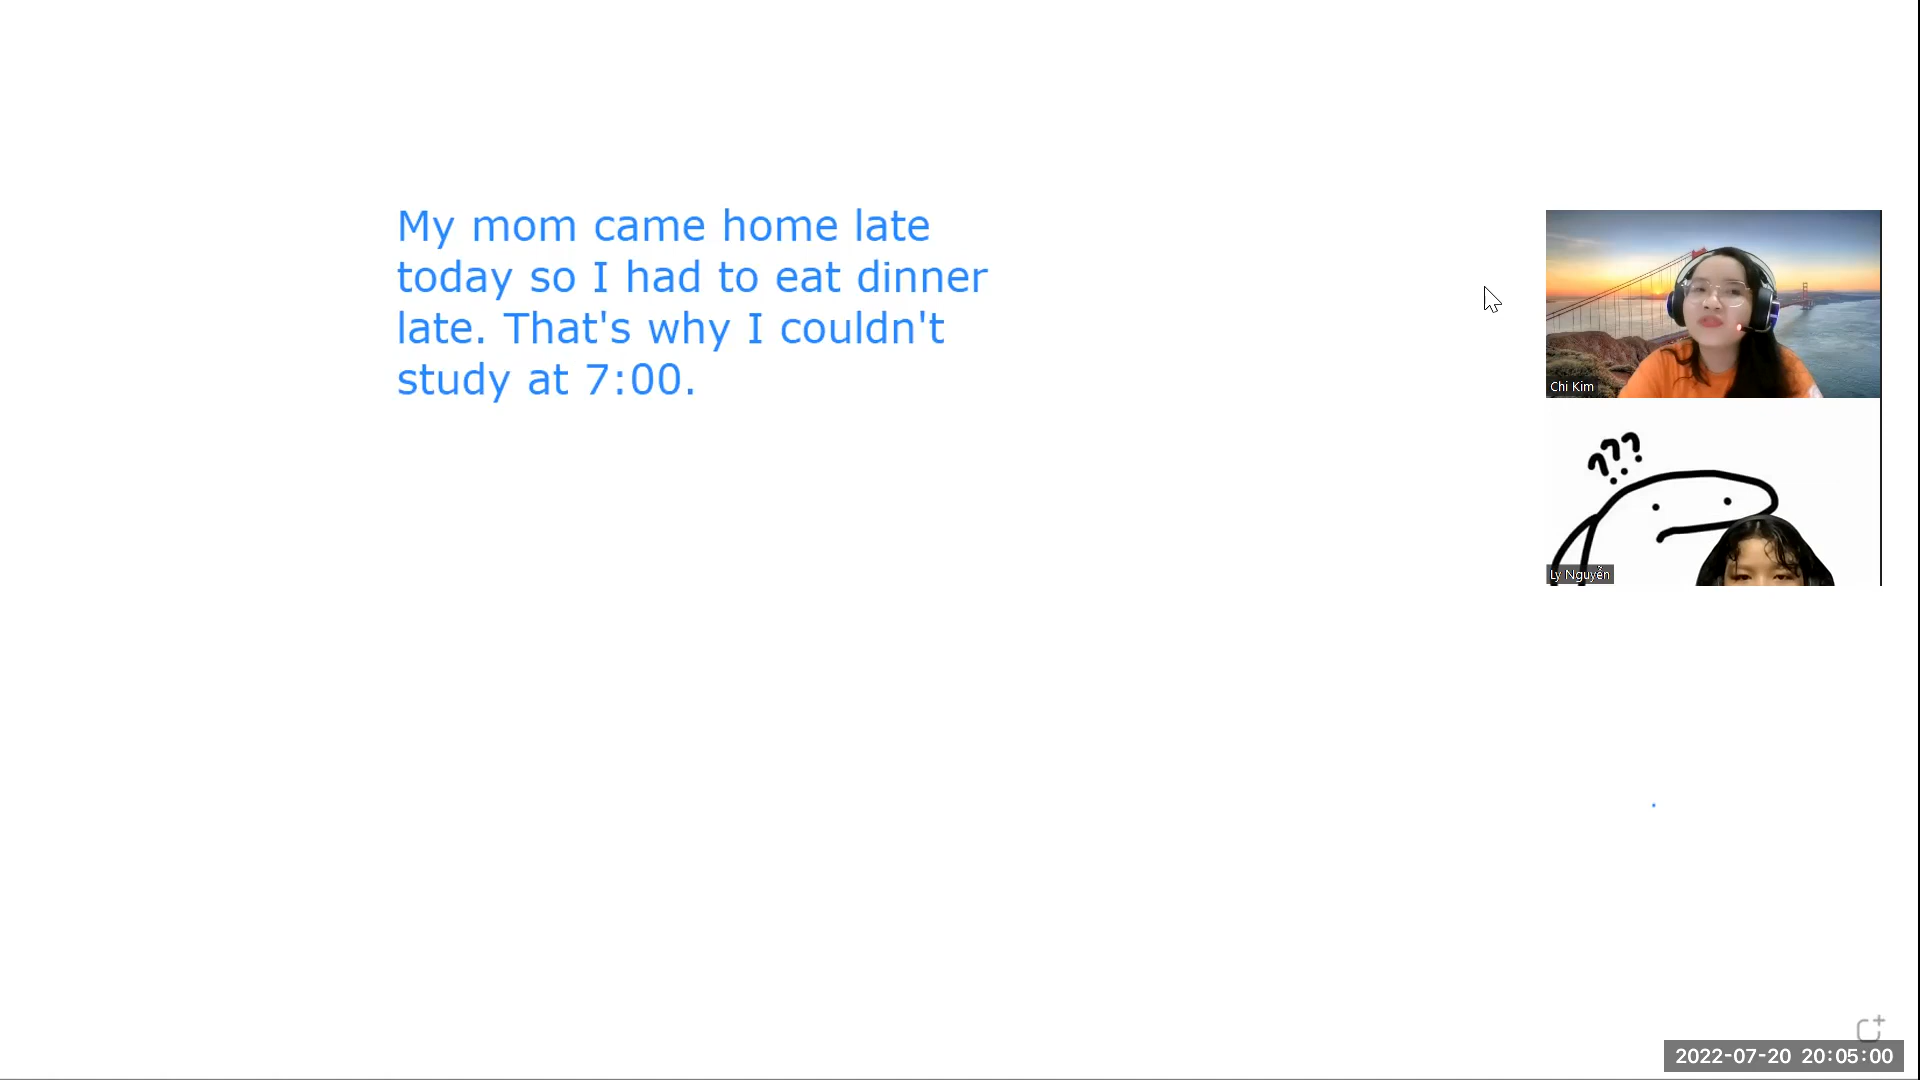 My mom came home late
today so I had to eat dinner
late. That's why I couldn't
study at 7:00.
Chi Kim
???
Ly Nguyễn
2022-07-20 20:05:00